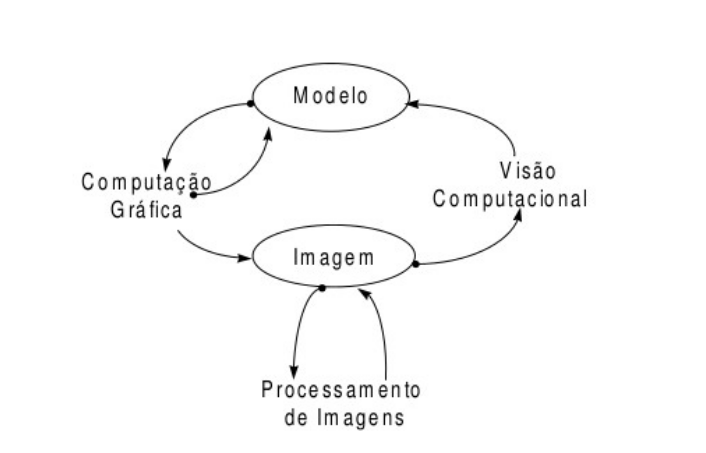 Modelo
Computação
Gráfica
Visão
Computacional
Imagem
Processamento
de Imagens